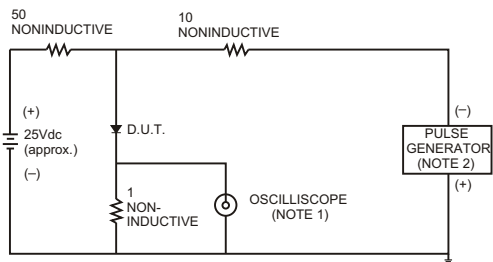 50
NONINDUCTIVE
10
NONINDUCTIVE
(+)
25Vdc
(approx.)
(–)
D.U.T.
1
NON-
INDUCTIVE
OSCILLISCOPE
(NOTE 1)
(–)
PULSE
GENERATOR
(NOTE 2)
(+)